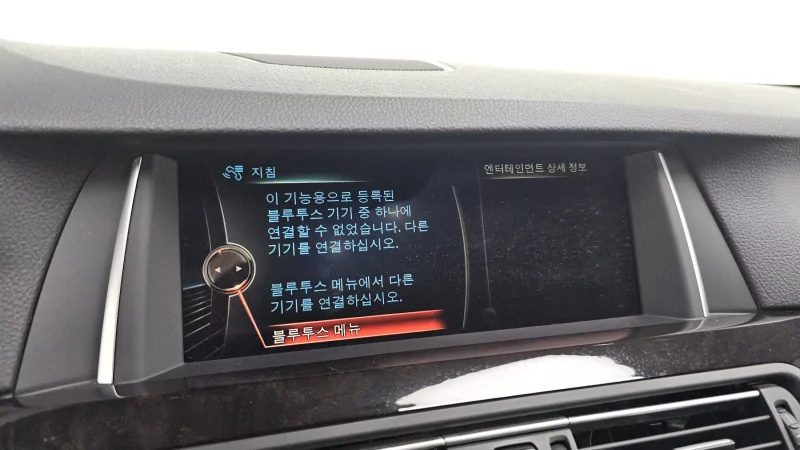 지침
엔터테인먼트 상세 정보
이 기능용으로 등록된
블루투스 기기 중 하나에
연결할 수 없었습니다. 다른
기기를 연결하십시오.
블루투스 메뉴에서 다른
기기를 연결하십시오.
블루투스 메뉴